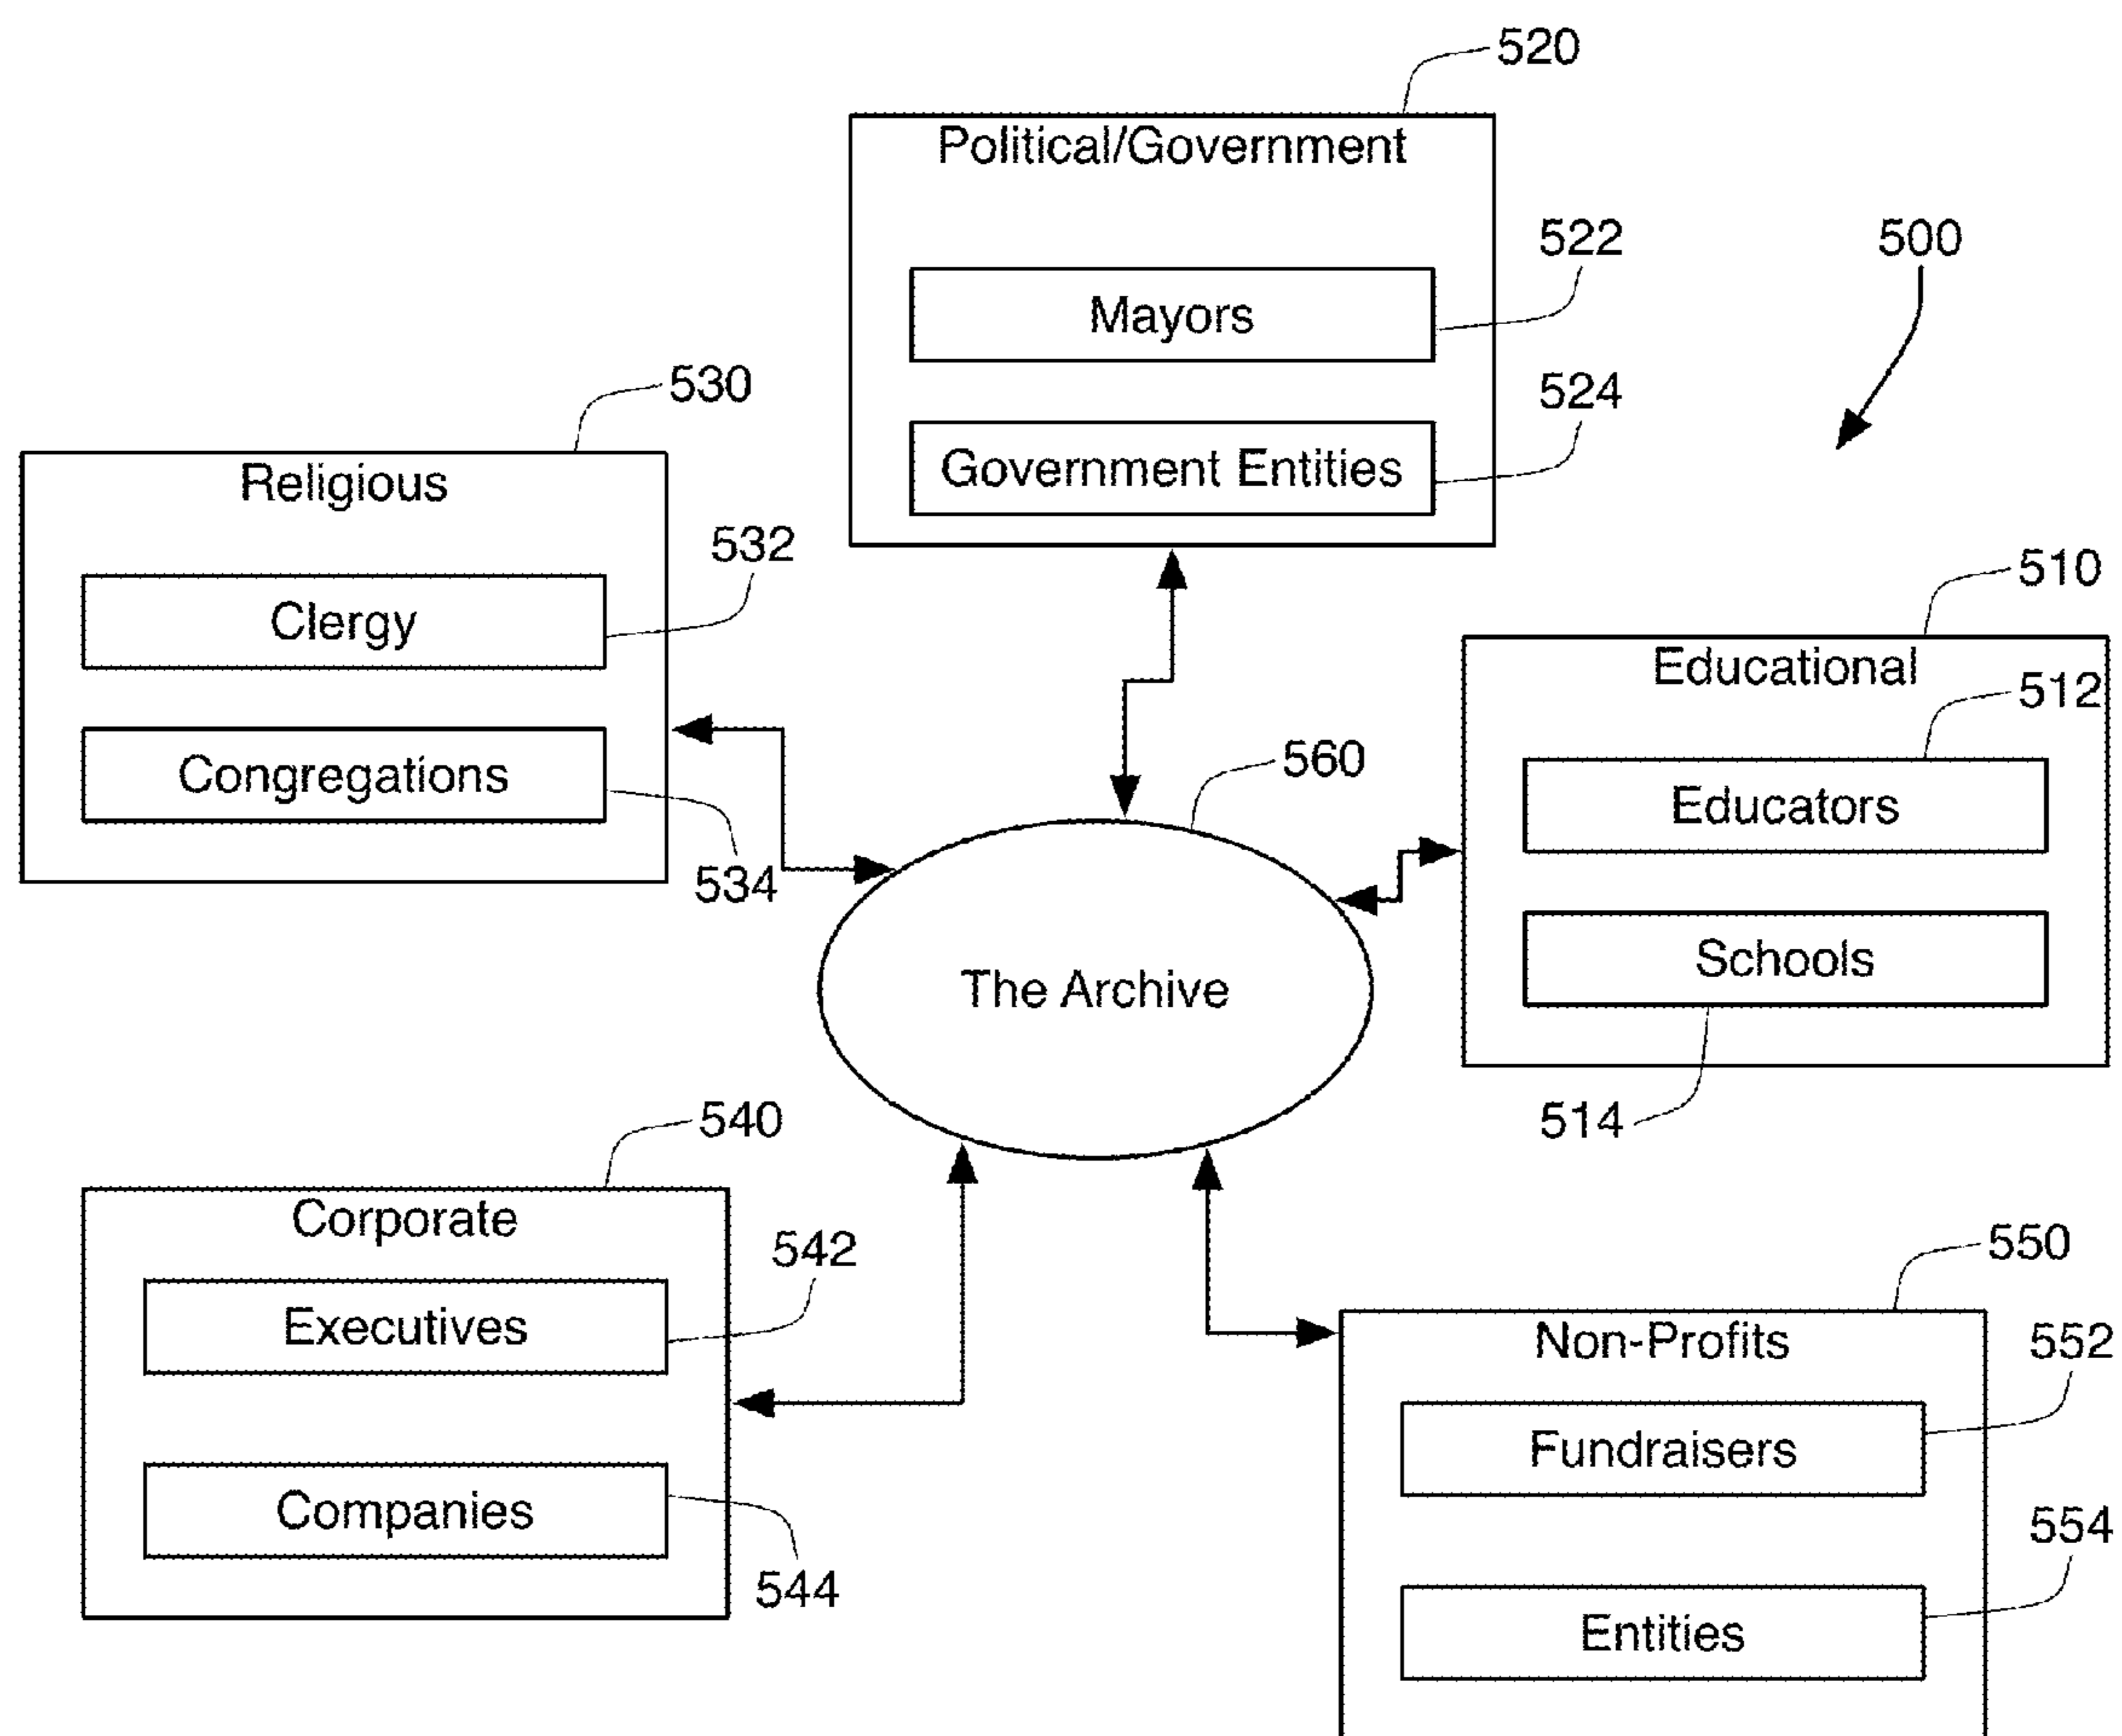 520
Political/Government
522
500
Mayors
530
524
Religious
Government Entities
532
510
Clergy
Educational
512
560
Congregations
Educators
534
The Archive
Schools
540
514
Corporate
542
550
Executives
Non-Profits
552
Fundraisers
Companies
554
544
Entities